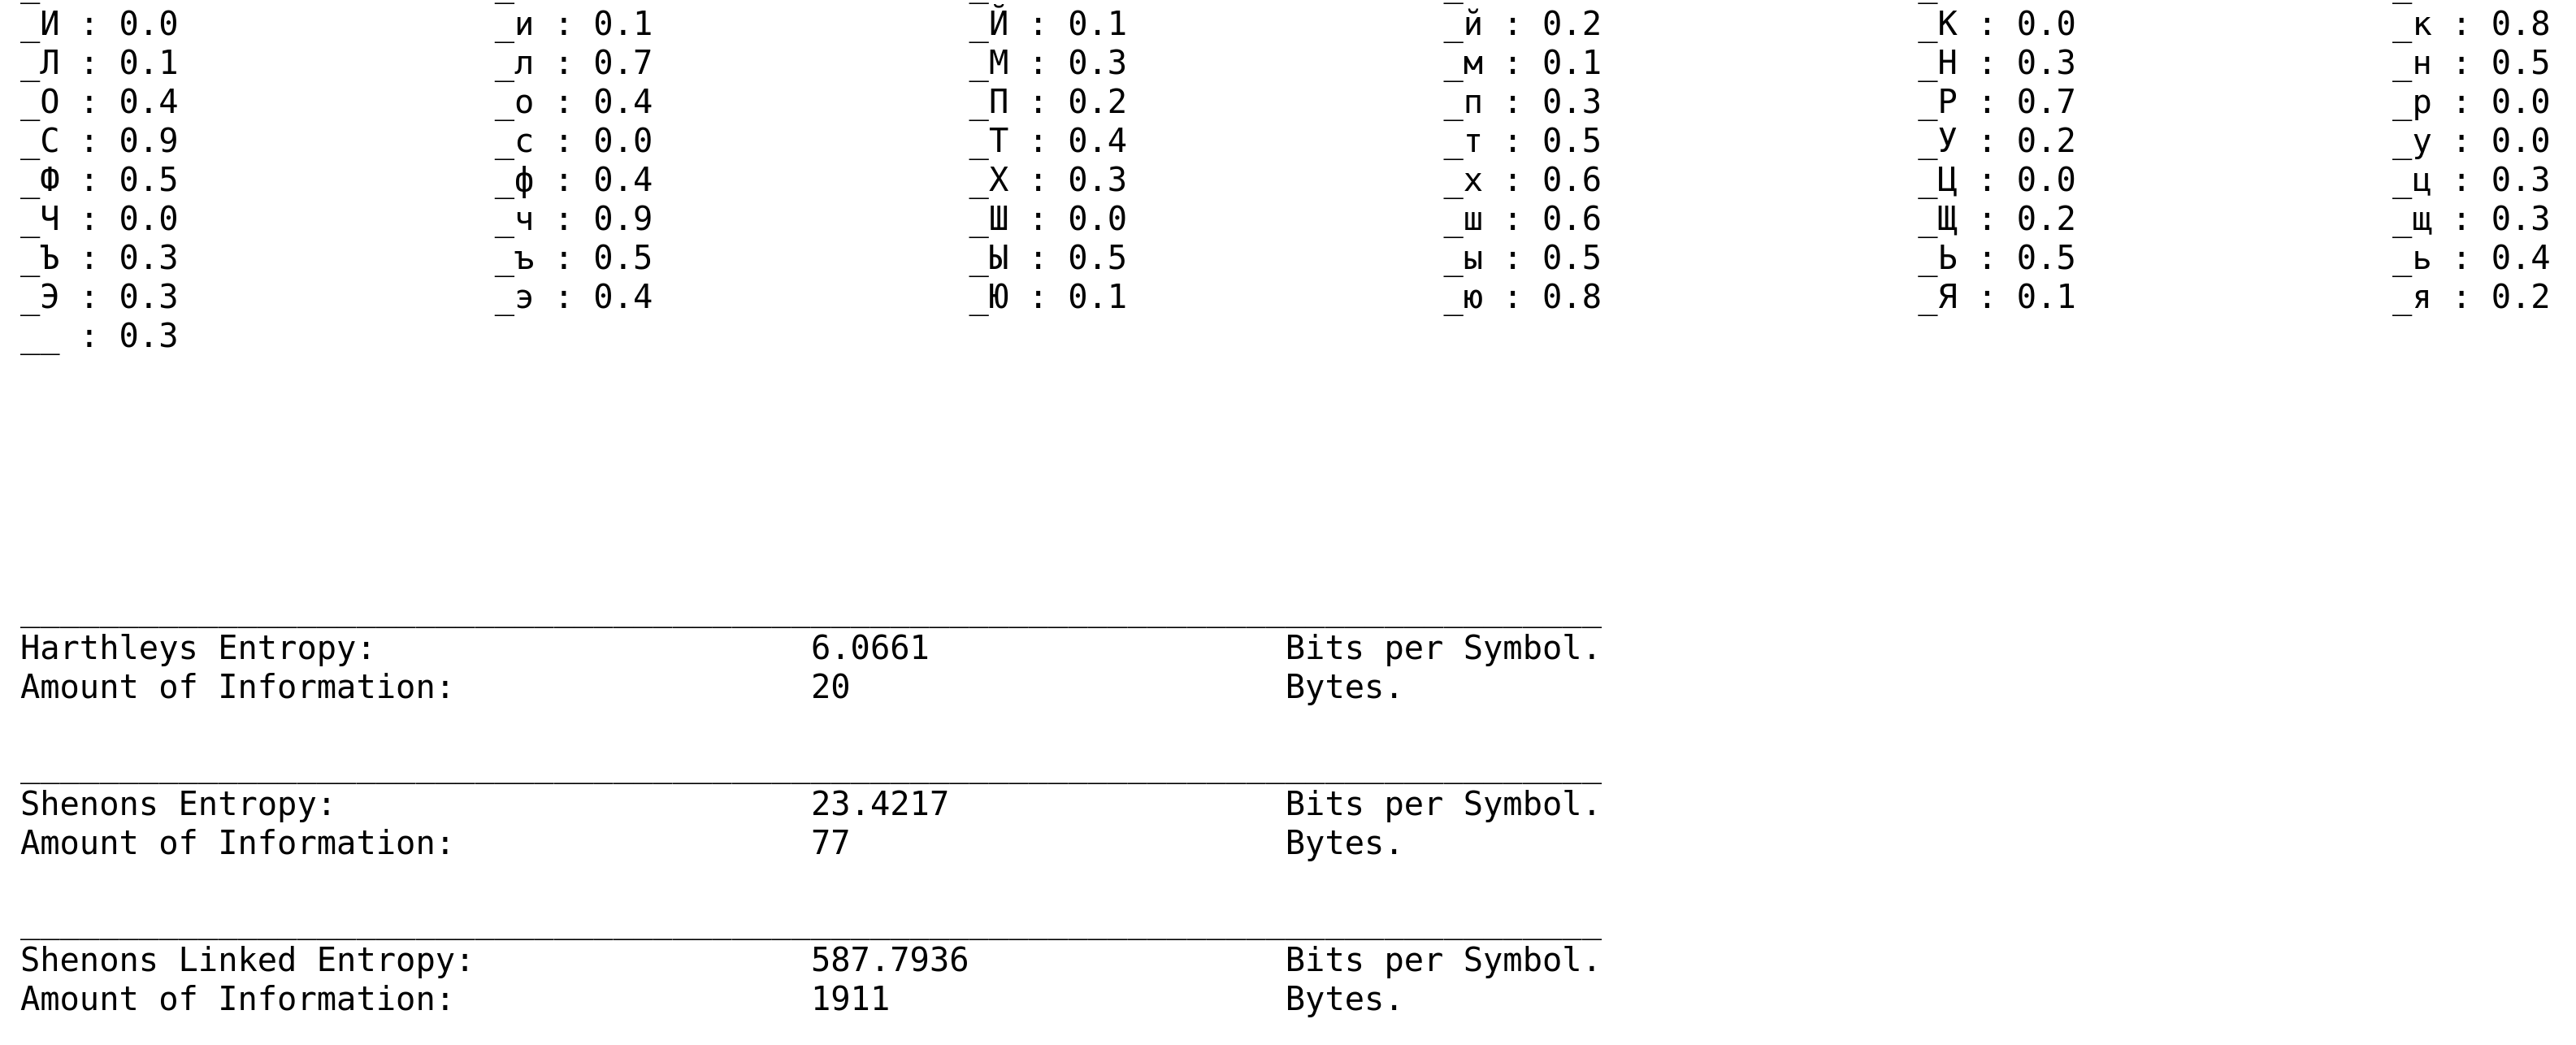 _И : 0.0 _и : 0.1 _Й : 0.1 _й : 0.2 _К : 0.0 _к : 0.8
_Л : 0.1 _л : 0.7 _М : 0.3 _м : 0.1 _Н : 0.3 _н : 0.5
_О : 0.4 _о : 0.4 _П : 0.2 _п : 0.3 _Р : 0.7 _р : 0.0
_С : 0.9 _с : 0.0 _Т : 0.4 _т : 0.5 _У : 0.2 _у : 0.0
_Ф : 0.5 _ф : 0.4 _Х : 0.3 _х : 0.6 _Ц : 0.0 _ц : 0.3
_Ч : 0.0 _ч : 0.9 _Ш : 0.0 _ш : 0.6 _Щ : 0.2 _щ : 0.3
_Ъ : 0.3 _ъ : 0.5 _Ы : 0.5 _ы : 0.5 _Ь : 0.5 _ь : 0.4
_Э : 0.3 _э : 0.4 _Ю : 0.1 _ю : 0.8 _Я : 0.1 _я : 0.2
__ : 0.3
Harthleys Entropy: 6.0661 Bits per Symbol.
Amount of Information: 20 Bytes.
Shenons Entropy: 23.4217 Bits per Symbol.
Amount of Information: 77 Bytes.
Shenons Linked Entropy: 587.7936 Bits per Symbol.
Amount of Information: 1911 Bytes.